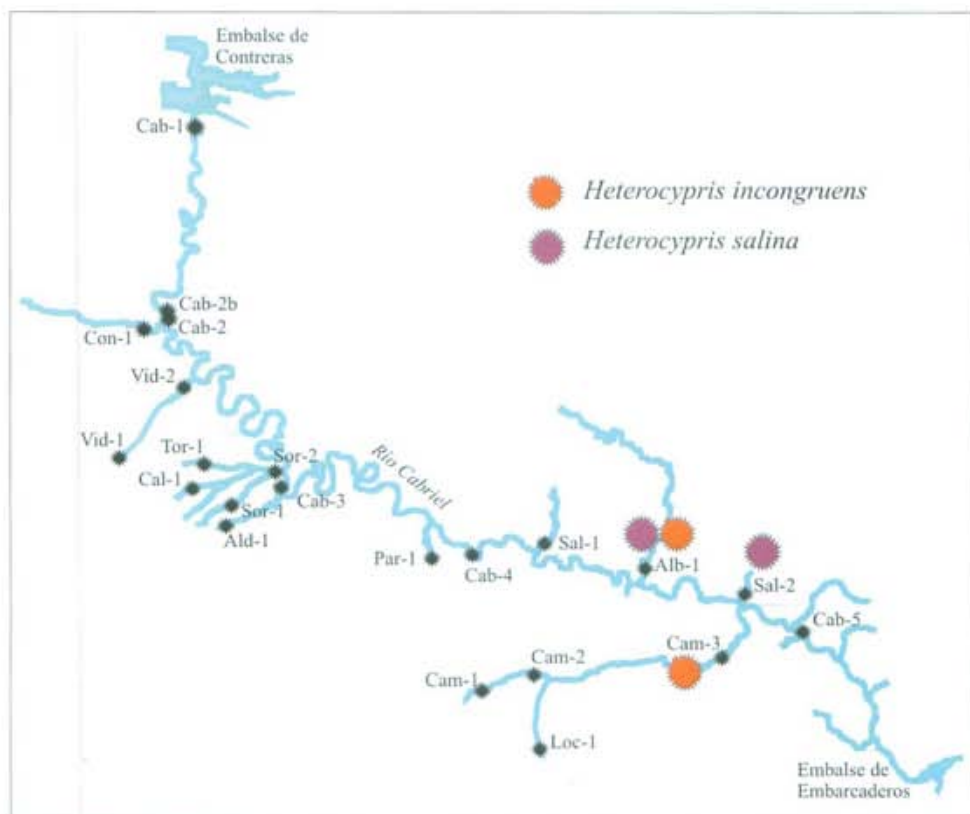 Embalse de
Contreras
Cab-1
Heterocypris incongruens
Heterocypris salina
Cab-2b
Cab-2
Con-1
Vid-2
Vid-1
Tor-1
Sor-2
Cal-1
Cab-3
Sor-1
Ald-1
Río Cabriel
Par-1
Cab-4
Sal-1
Alb-1
Sal-2
Cab-5
Cam-3
Cam-2
Cam-1
Loc-1
Embalse de
Embarcaderos